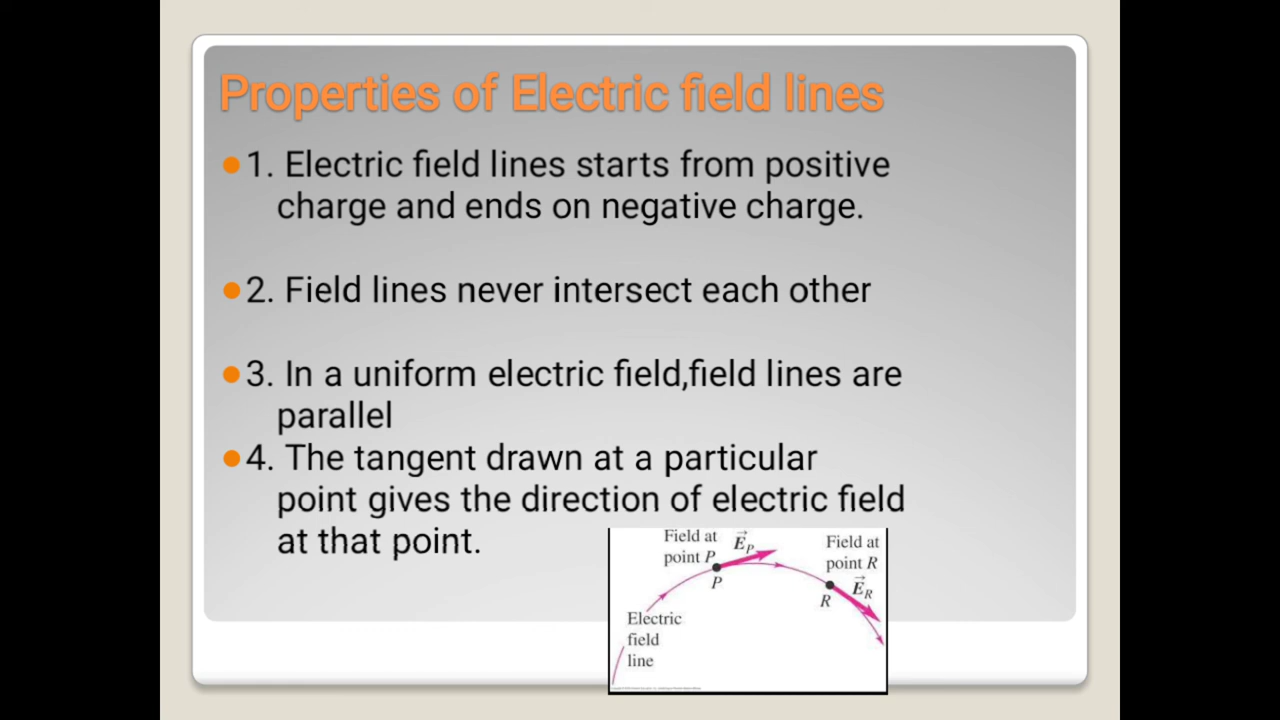 Properties of Electric field lines
1. Electric field lines starts from positive
charge and ends on negative charge.
2. Field lines never intersect each other
3. In a uniform electric field,field lines are
parallel
4. The tangent drawn at a particular
point gives the direction of electric field
at that point.
Field at
point P
E⃗P
P
Field at
point R
E⃗R
R
Electric
field
line